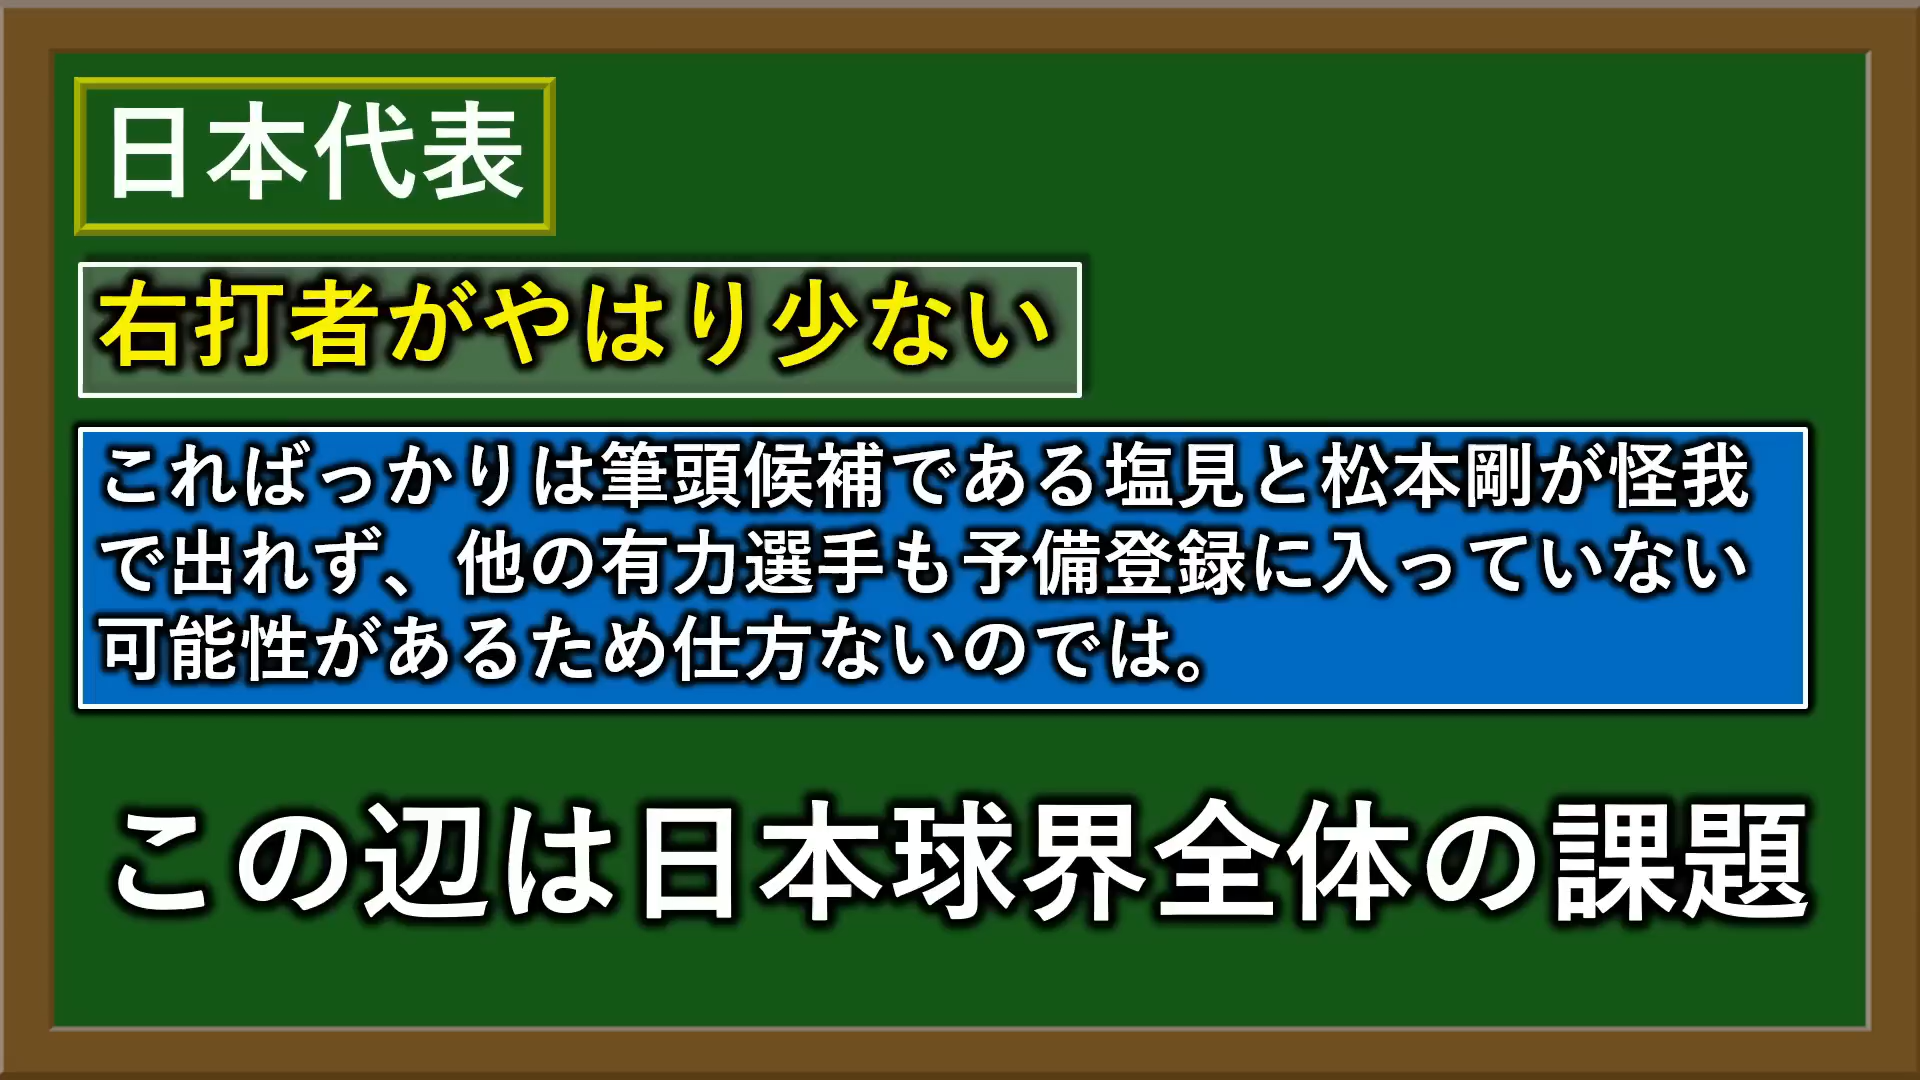 日本代表
右打者がやはり少ない
こればっかりは筆頭候補である塩見と松本剛が怪我
で出れず、他の有力選手も予備登録に入っていない
可能性があるため仕方ないのでは。
この辺は日本球界全体の課題